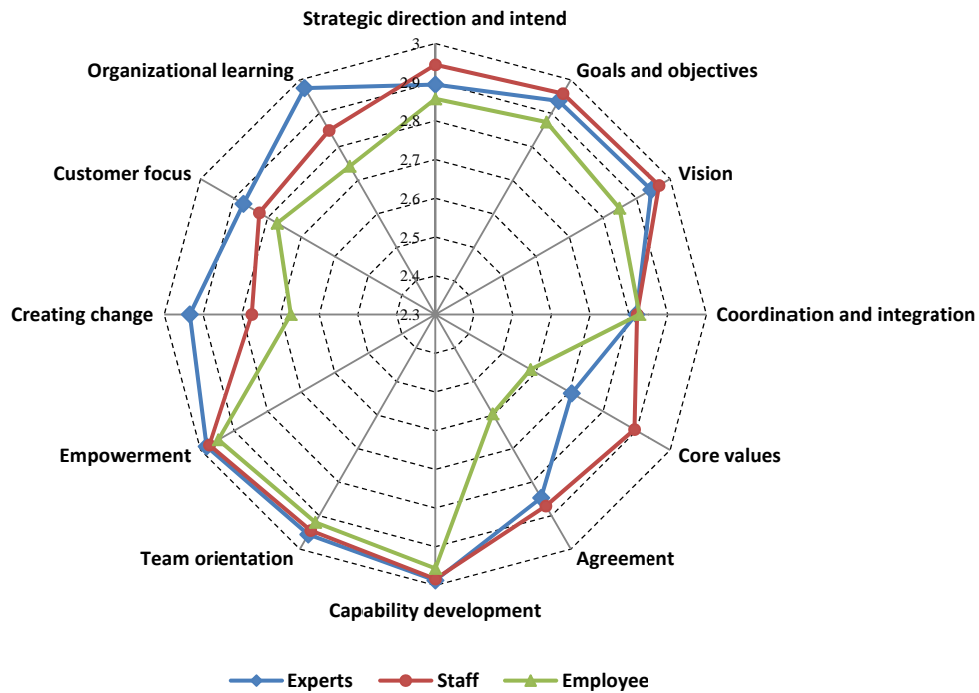 Strategic direction and intend
3
Organizational learning
Goals and objectives
2.9
2.8
Customer focus
Vision
2.7
2.6
2.5
2.4
Creating change
2.3
Coordination and integration
Empowerment
Core values
Team orientation
Agreement
Capability development
Experts
Staff
Employee